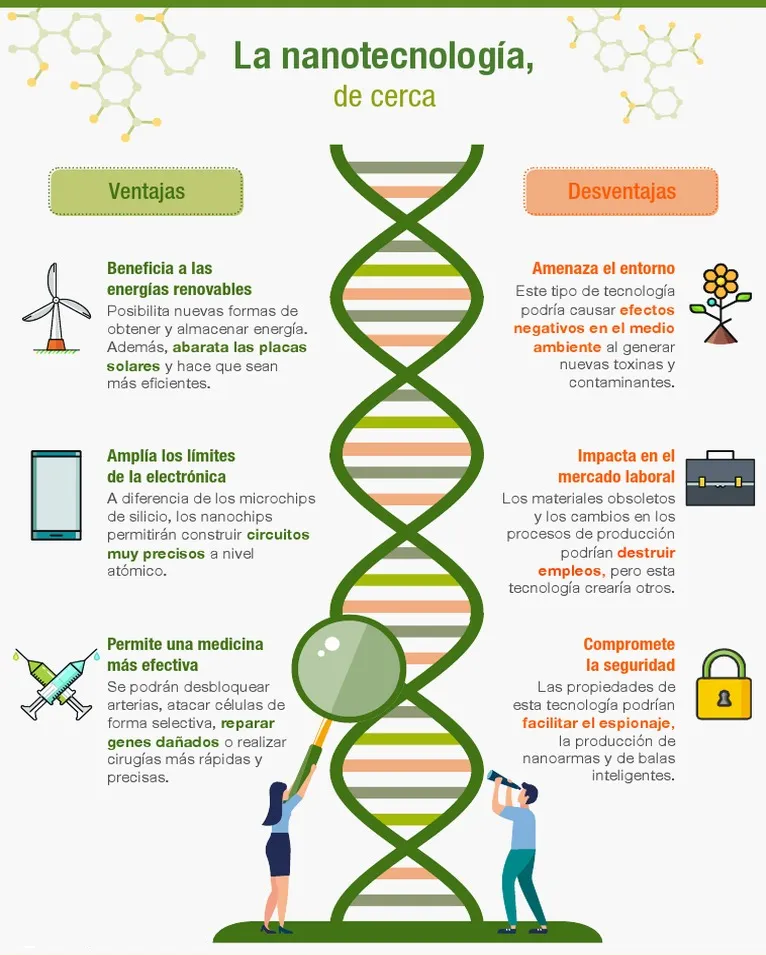 La nanotecnología,
de cerca
Ventajas
Beneficia a las
energías renovables
Posibilita nuevas formas de
obtener y almacenar energía.
Además, abarata las placas
solares y hace que sean
más eficientes.
Amplía los límites
de la electrónica
A diferencia de los microchips
de silicio, los nanochips
permitirán construir circuitos
muy precisos a nivel
atómico.
Permite una medicina
más efectiva
Se podrán desbloquear
arterias, atacar células de
forma selectiva, reparar
genes dañados o realizar
cirugías más rápidas y
precisas.
Desventajas
Amenaza el entorno
Este tipo de tecnología
podría causar efectos
negativos en el medio
ambiente al generar
nuevas toxinas y
contaminantes.
Impacta en el
mercado laboral
Los materiales obsoletos
y los cambios en los
procesos de producción
podrían destruir
empleos, pero esta
tecnología crearía otros.
Compromete
la seguridad
Las propiedades de
esta tecnología podrían
facilitar el espionaje,
la producción de
nanoarmas y de balas
inteligentes.